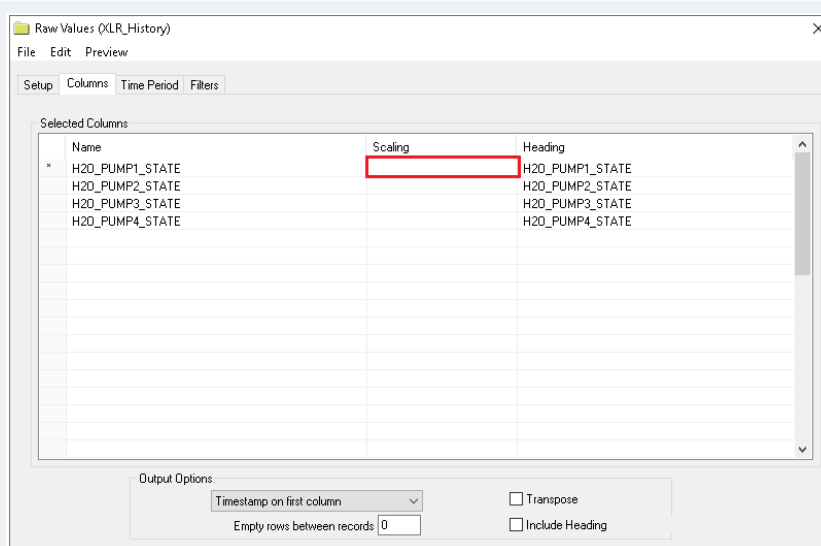 Raw Values (XLR_History)
File Edit Preview
Setup Columns Time Period Filters
Selected Columns
Name Scaling Heading
* H2O_PUMP1_STATE H2O_PUMP1_STATE
H2O_PUMP2_STATE H2O_PUMP2_STATE
H2O_PUMP3_STATE H2O_PUMP3_STATE
H2O_PUMP4_STATE H2O_PUMP4_STATE
Output Options
Timestamp on first column Transpose
Empty rows between records 0 Include Heading